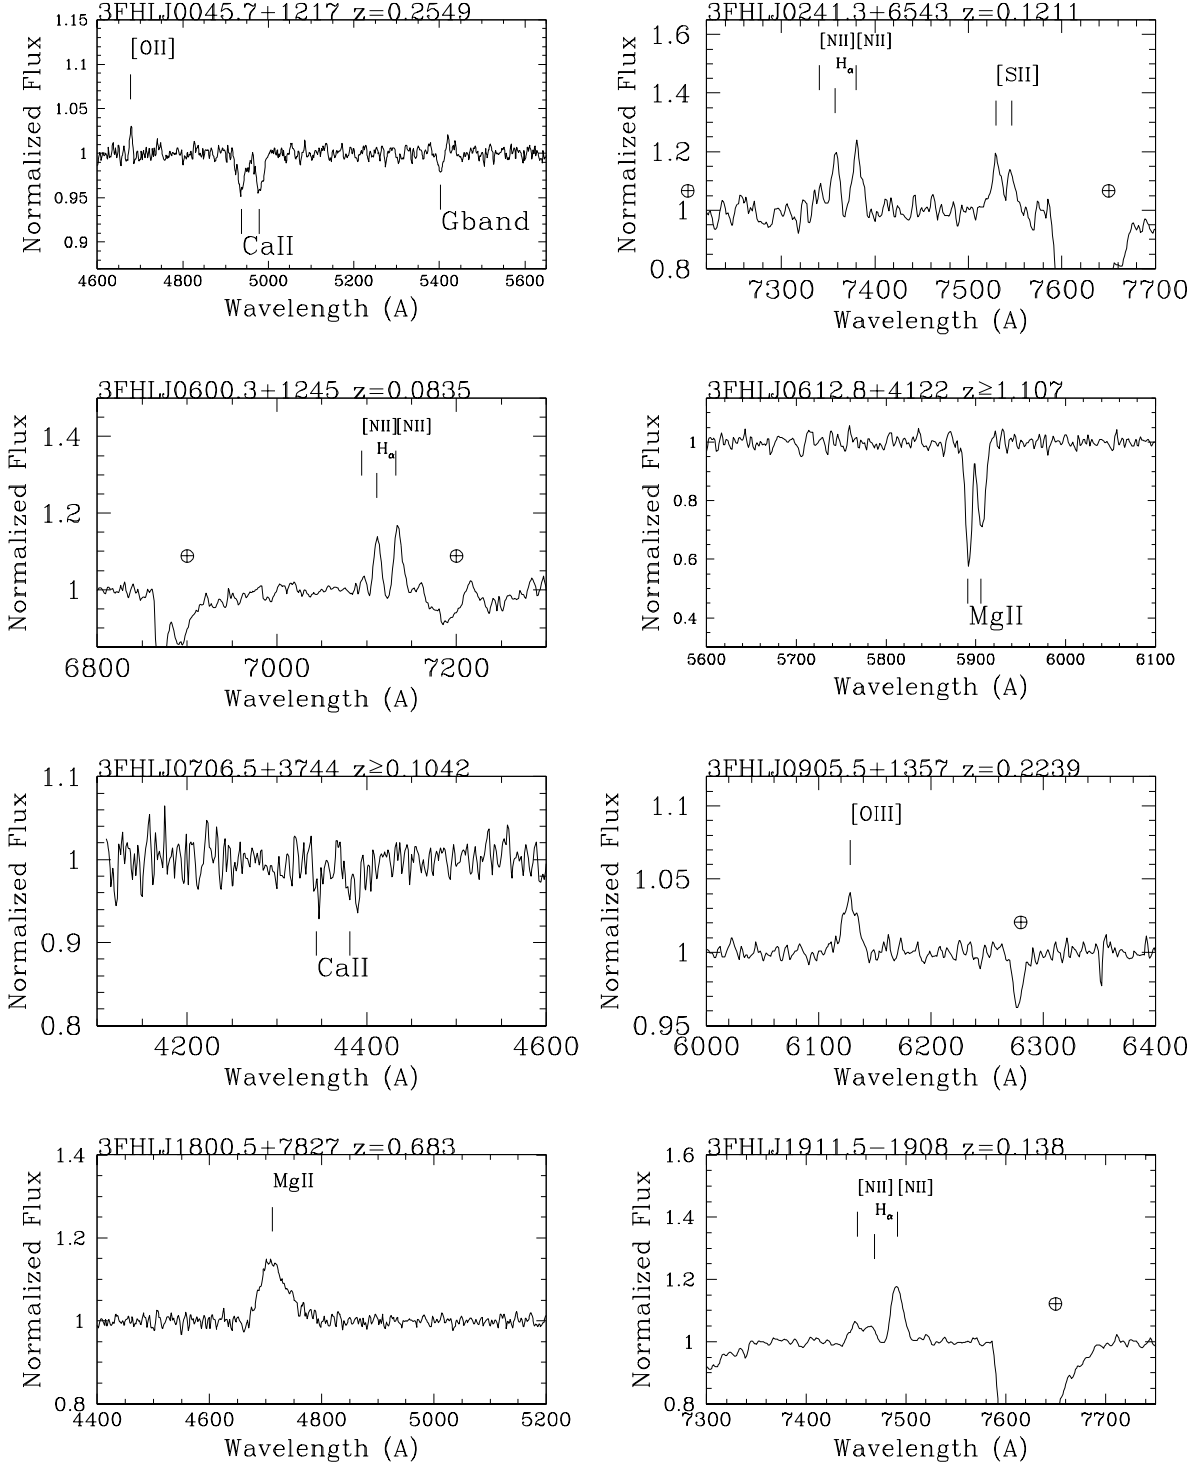 3FHLJ0045.7+1217 z=0.2549
1.15
1.1
1.05
1
0.95
0.9
[OII]
CaII
Gband
4600 4800 5000 5200 5400 5600
Wavelength (A)
Normalized Flux
3FHLJ0241.3+6543 z=0.1211
1.6
1.4
1.2
1
0.8
[NII][NII]
Hα
[SII]
⊕
⊕
7300 7400 7500 7600 7700
Wavelength (A)
Normalized Flux
3FHLJ0600.3+1245 z=0.0835
1.4
1.2
1
[NII][NII]
Hα
⊕
⊕
6800 7000 7200
Wavelength (A)
Normalized Flux
3FHLJ0612.8+4122 z≥1.107
1
0.8
0.6
0.4
MgII
5600 5700 5800 5900 6000 6100
Wavelength (A)
Normalized Flux
3FHLJ0706.5+3744 z≥0.1042
1.1
1
0.9
0.8
CaII
4200 4400 4600
Wavelength (A)
Normalized Flux
3FHLJ0905.5+1357 z=0.2239
1.1
1.05
1
0.95
[OIII]
⊕
6000 6100 6200 6300 6400
Wavelength (A)
Normalized Flux
3FHLJ1800.5+7827 z=0.683
1.4
1.2
1
0.8
MgII
4400 4600 4800 5000 5200
Wavelength (A)
Normalized Flux
3FHLJ1911.5−1908 z=0.138
1.6
1.4
1.2
1
0.8
[NII] [NII]
Hα
⊕
7300 7400 7500 7600 7700
Wavelength (A)
Normalized Flux